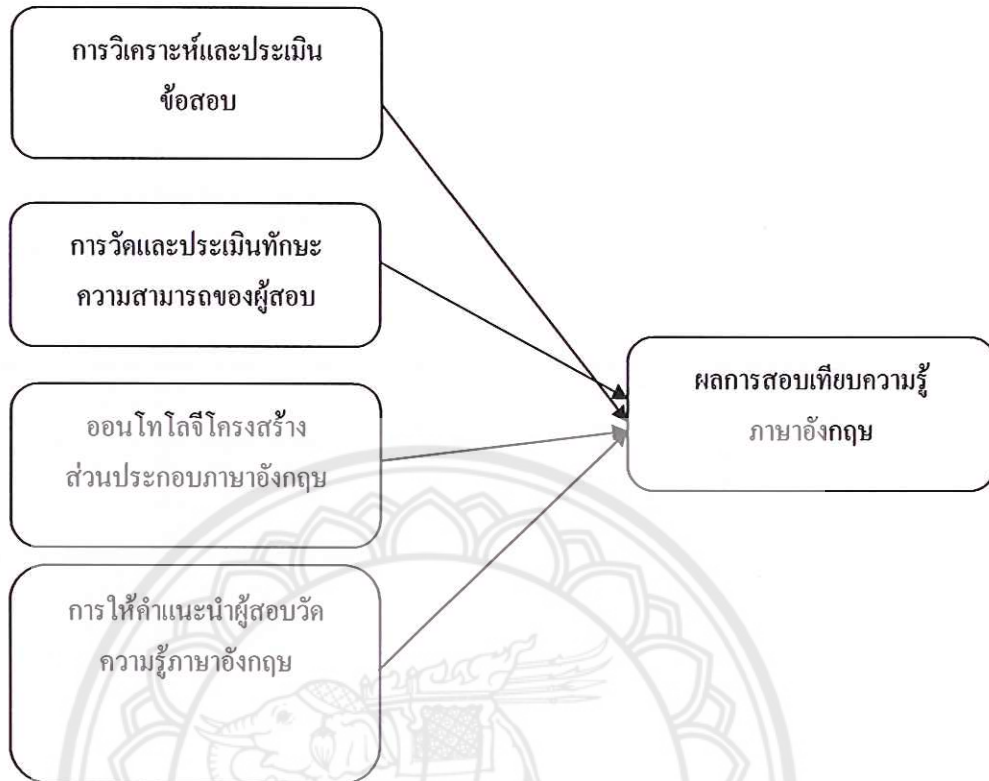 การวิเคราะห์และประเมิน
ข้อสอบ
การวัดและประเมินทักษะ
ความสามารถของผู้สอบ
ออนโทโลจีโครงสร้าง
ส่วนประกอบภาษาอังกฤษ
การให้คำแนะนำผู้สอบวัด
ความรู้ภาษาอังกฤษ
ผลการสอบเทียบความรู้
ภาษาอังกฤษ